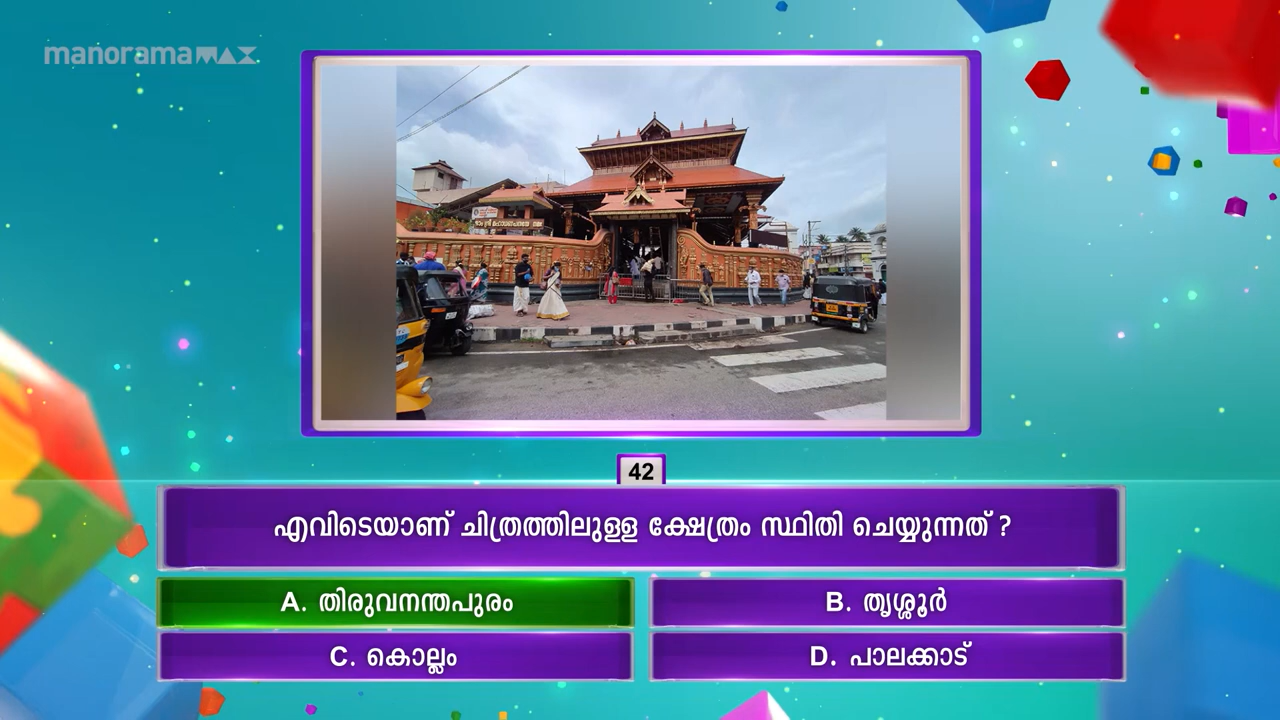 manoramaMAX
42
എവിടെയാണ് ചിത്രത്തിലുള്ള ക്ഷേത്രം സ്ഥിതി ചെയ്യുന്നത് ?
A. തിരുവനന്തപുരം
B. തൃശ്ശൂർ
C. കൊല്ലം
D. പാലക്കാട്